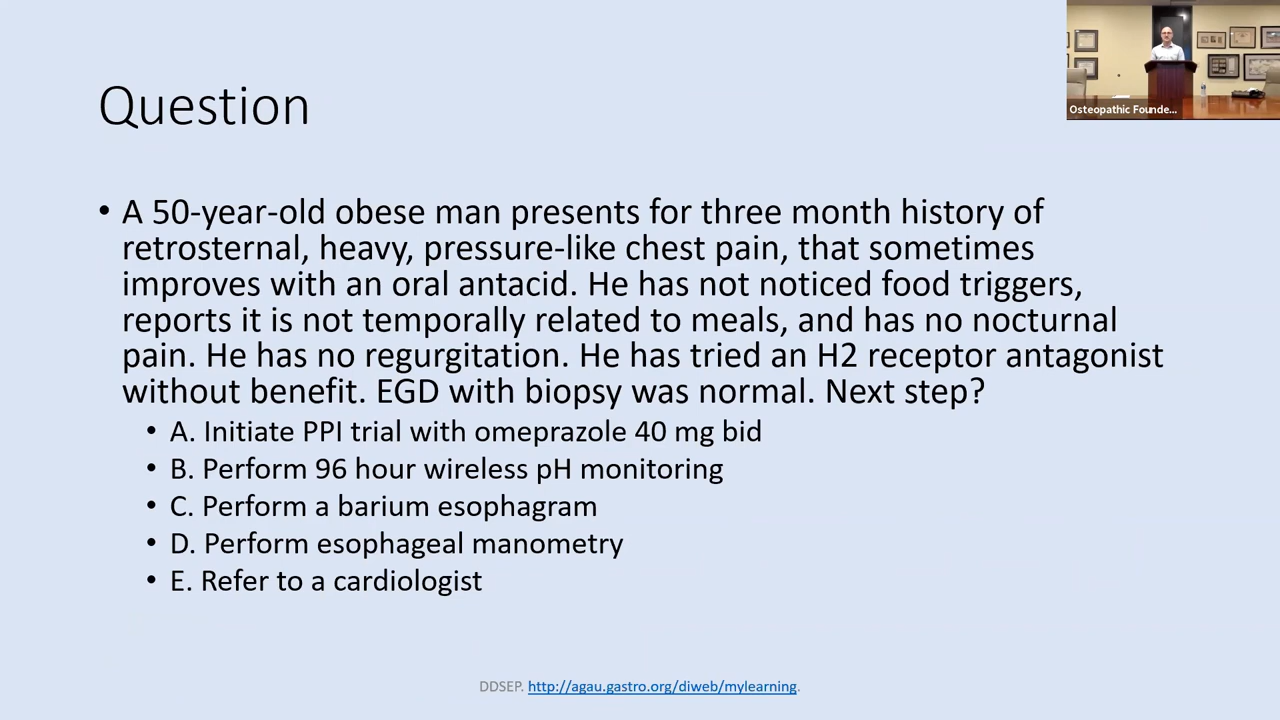 Osteopathic Founde...
Question
• A 50-year-old obese man presents for three month history of
retrosternal, heavy, pressure-like chest pain, that sometimes
improves with an oral antacid. He has not noticed food triggers,
reports it is not temporally related to meals, and has no nocturnal
pain. He has no regurgitation. He has tried an H2 receptor antagonist
without benefit. EGD with biopsy was normal. Next step?
• A. Initiate PPI trial with omeprazole 40 mg bid
• B. Perform 96 hour wireless pH monitoring
• C. Perform a barium esophagram
• D. Perform esophageal manometry
• E. Refer to a cardiologist
DDSEP. http://agau.gastro.org/diweb/mylearning.